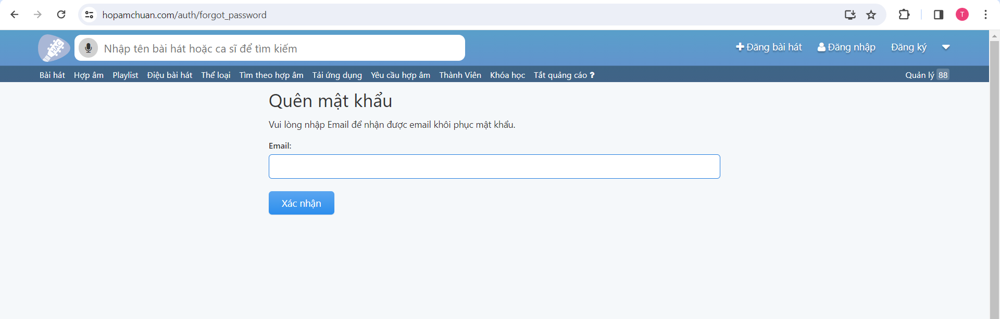 hopamchuan.com/auth/forgot_password
T
HAC
Nhập tên bài hát hoặc ca sĩ để tìm kiếm
Đăng bài hát Đăng nhập Đăng ký
Bài hát Hợp âm Playlist Điệu bài hát Thể loại Tìm theo hợp âm Tải ứng dụng Yêu cầu hợp âm Thành Viên Khóa học Tắt quảng cáo ? Quản lý 88
Quên mật khẩu
Vui lòng nhập Email để nhận được email khôi phục mật khẩu.
Email:
Xác nhận